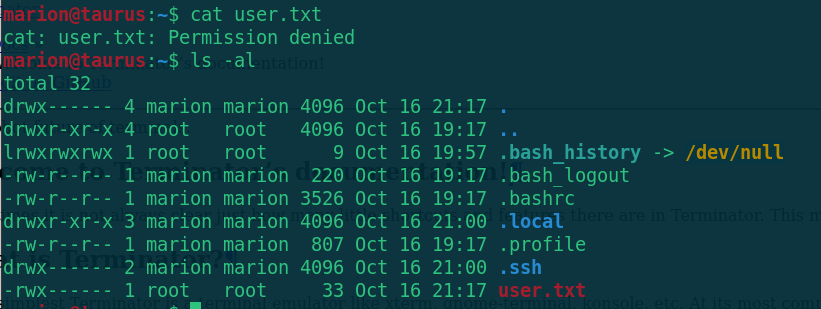 marion@taurus:~$ cat user.txt
cat: user.txt: Permission denied
marion@taurus:~$ ls -al
total 32
drwx------ 4 marion marion 4096 Oct 16 21:17 .
drwxr-xr-x 4 root   root   4096 Oct 16 19:17 ..
lrwxrwxrwx 1 root   root      9 Oct 16 19:57 .bash_history -> /dev/null
-rw-r--r-- 1 marion marion  220 Oct 16 19:17 .bash_logout
-rw-r--r-- 1 marion marion 3526 Oct 16 19:17 .bashrc
drwxr-xr-x 3 marion marion 4096 Oct 16 21:00 .local
-rw-r--r-- 1 marion marion  807 Oct 16 19:17 .profile
drwx------ 2 marion marion 4096 Oct 16 21:00 .ssh
-rwx------ 1 root   root     33 Oct 16 21:17 user.txt